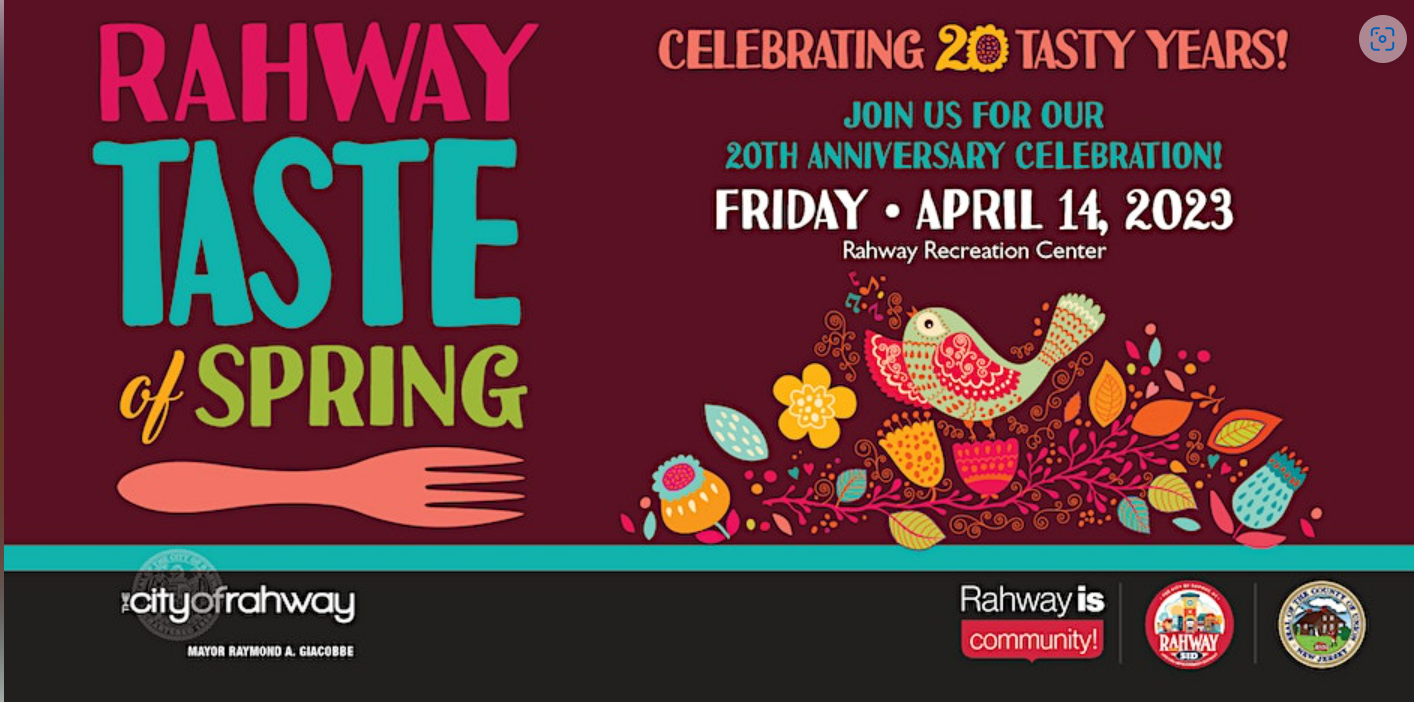 RAHWAY
TASTE
of SPRING
CELEBRATING 20 TASTY YEARS!
JOIN US FOR OUR
20TH ANNIVERSARY CELEBRATION!
FRIDAY • APRIL 14, 2023
Rahway Recreation Center
THE cityofrahway
MAYOR RAYMOND A. GIACOBBE
Rahway is
community!
RAHWAY
SID
SEAL OF THE COUNTY OF UNION
NEW JERSEY